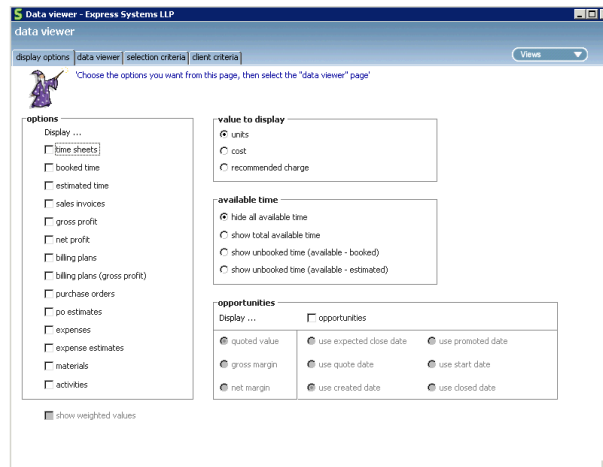 Data viewer - Express Systems LLP
data viewer
display options
data viewer
selection criteria
client criteria
Views
'Choose the options you want from this page, then select the "data viewer" page'
options
Display ...
time sheets
booked time
estimated time
sales invoices
gross profit
net profit
billing plans
billing plans (gross profit)
purchase orders
po estimates
expenses
expense estimates
materials
activities
show weighted values
value to display
units
cost
recommended charge
available time
hide all available time
show total available time
show unbooked time (available - booked)
show unbooked time (available - estimated)
opportunities
Display ...
opportunities
quoted value
use expected close date
use promoted date
gross margin
use quote date
use start date
net margin
use created date
use closed date